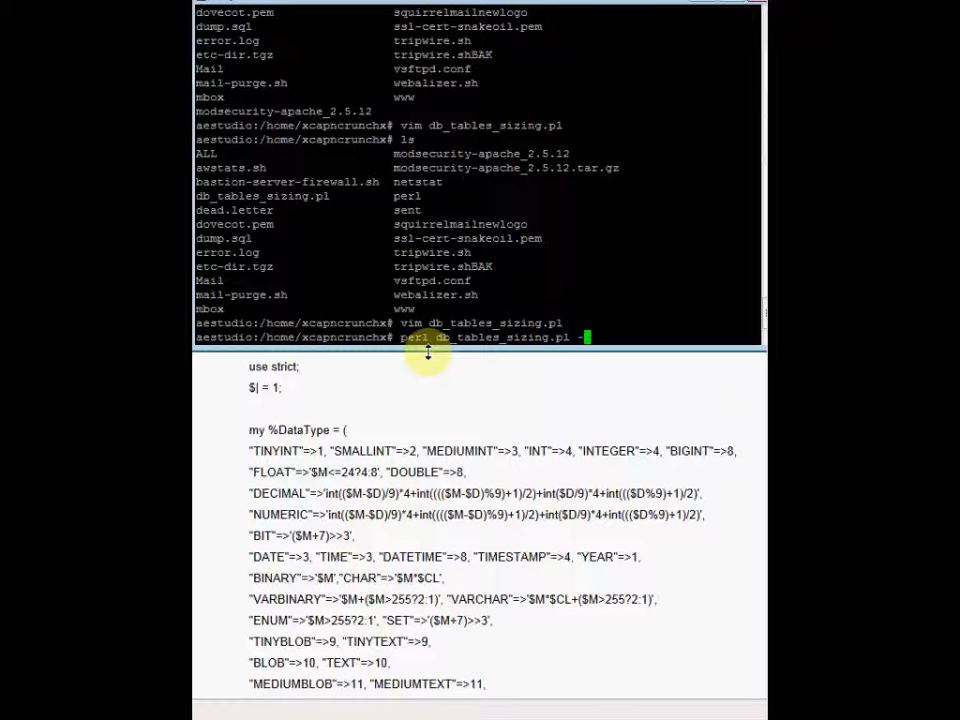 dovecot.pem squirrelmailnewlogo
dump.sql ssl-cert-snakeoil.pem
error.log tripwire.sh
etc-dir.tgz tripwire.shBAK
Mail vsftpd.conf
mail-purge.sh webalizer.sh
mbox www
modsecurity-apache_2.5.12
aestudio:/home/xcapncrunchx# vim db_tables_sizing.pl
aestudio:/home/xcapncrunchx# ls
ALL modsecurity-apache_2.5.12
awstats.sh modsecurity-apache_2.5.12.tar.gz
bastion-server-firewall.sh netstat
db_tables_sizing.pl perl
dead.letter sent
dovecot.pem squirrelmailnewlogo
dump.sql ssl-cert-snakeoil.pem
error.log tripwire.sh
etc-dir.tgz tripwire.shBAK
Mail vsftpd.conf
mail-purge.sh webalizer.sh
mbox www
aestudio:/home/xcapncrunchx# vim db_tables_sizing.pl
aestudio:/home/xcapncrunchx# perl db_tables_sizing.pl -
use strict;
$| = 1;
my %DataType = (
"TINYINT"=>1, "SMALLINT"=>2, "MEDIUMINT"=>3, "INT"=>4, "INTEGER"=>4, "BIGINT"=>8,
"FLOAT"=>'$M<=24?4:8', "DOUBLE"=>8,
"DECIMAL"=>'int(($M-$D)/9)*4+int(((($M-$D)%9)+1)/2)+int($D/9)*4+int((($D%9)+1)/2)',
"NUMERIC"=>'int(($M-$D)/9)*4+int(((($M-$D)%9)+1)/2)+int($D/9)*4+int((($D%9)+1)/2)',
"BIT"=>'($M+7)>>3',
"DATE"=>3, "TIME"=>3, "DATETIME"=>8, "TIMESTAMP"=>4, "YEAR"=>1,
"BINARY"=>'$M',"CHAR"=>'$M*$CL',
"VARBINARY"=>'$M+($M>255?2:1)', "VARCHAR"=>'$M*$CL+($M>255?2:1)',
"ENUM"=>'$M>255?2:1', "SET"=>'($M+7)>>3',
"TINYBLOB"=>9, "TINYTEXT"=>9,
"BLOB"=>10, "TEXT"=>10,
"MEDIUMBLOB"=>11, "MEDIUMTEXT"=>11,